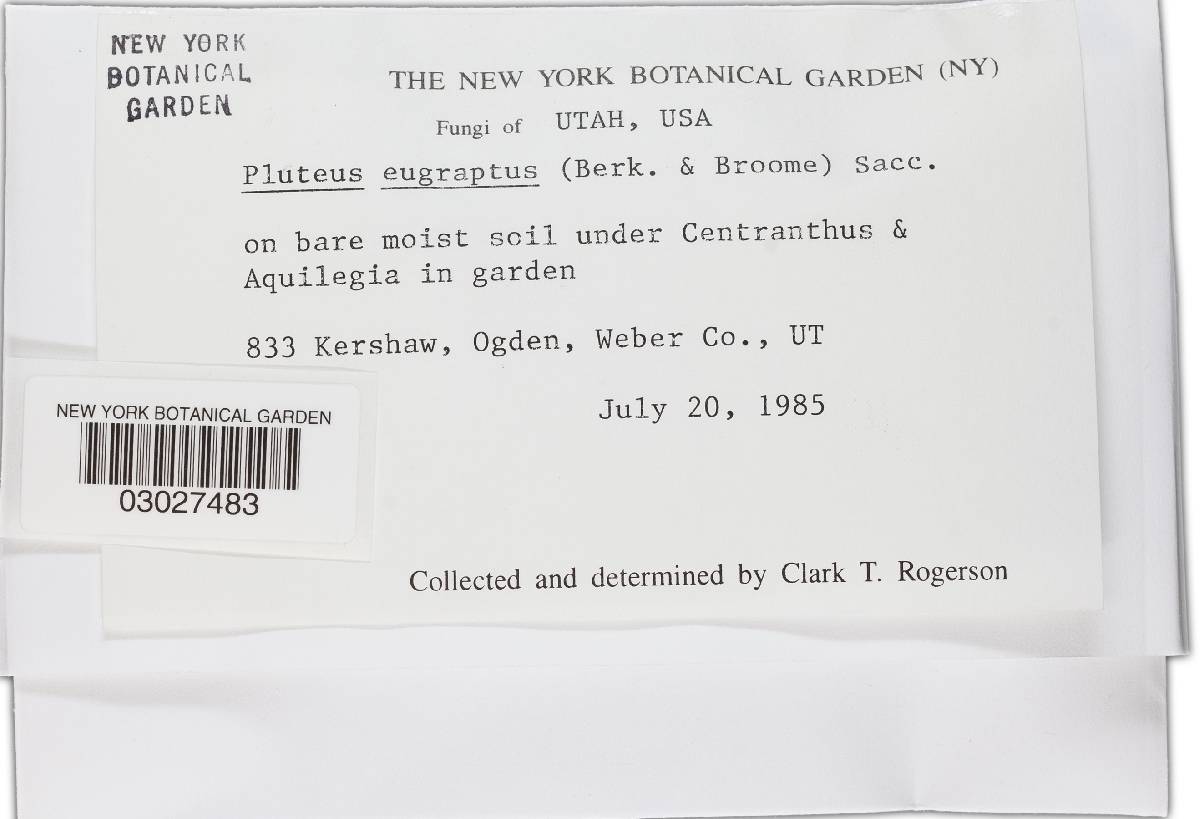 NEW YORK
BOTANICAL
GARDEN
THE NEW YORK BOTANICAL GARDEN (NY)
Fungi of UTAH, USA
Pluteus eugraptus (Berk. & Broome) Sacc.
on bare moist soil under Centranthus &
Aquilegia in garden
833 Kershaw, Ogden, Weber Co., UT
July 20, 1985
NEW YORK BOTANICAL GARDEN
03027483
Collected and determined by Clark T. Rogerson